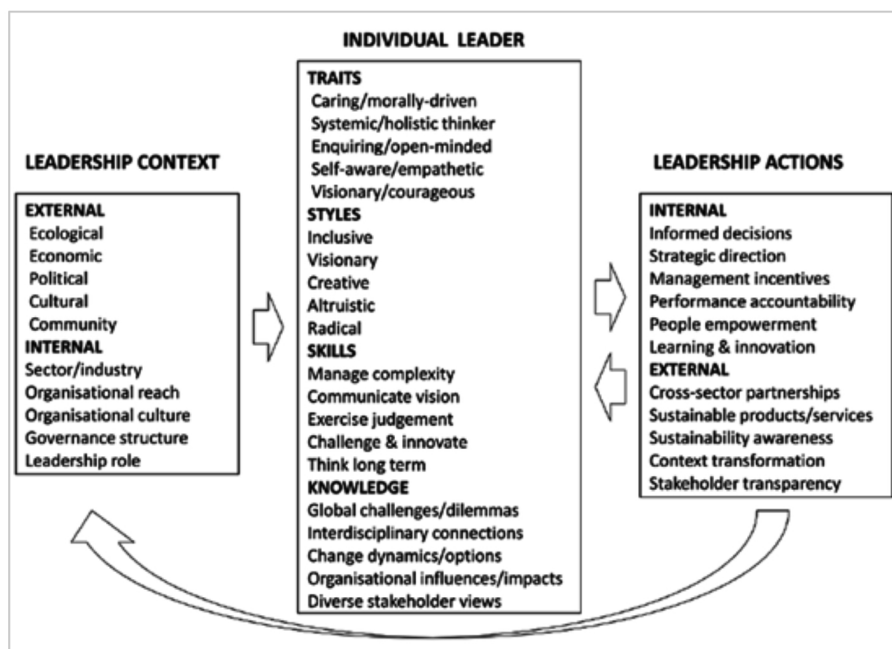 LEADERSHIP CONTEXT
EXTERNAL
Ecological
Economic
Political
Cultural
Community
INTERNAL
Sector/industry
Organisational reach
Organisational culture
Governance structure
Leadership role
INDIVIDUAL LEADER
TRAITS
Caring/morally-driven
Systemic/holistic thinker
Enquiring/open-minded
Self-aware/empathetic
Visionary/courageous
STYLES
Inclusive
Visionary
Creative
Altruistic
Radical
SKILLS
Manage complexity
Communicate vision
Exercise judgement
Challenge & innovate
Think long term
KNOWLEDGE
Global challenges/dilemmas
Interdisciplinary connections
Change dynamics/options
Organisational influences/impacts
Diverse stakeholder views
LEADERSHIP ACTIONS
INTERNAL
Informed decisions
Strategic direction
Management incentives
Performance accountability
People empowerment
Learning & innovation
EXTERNAL
Cross-sector partnerships
Sustainable products/services
Sustainability awareness
Context transformation
Stakeholder transparency